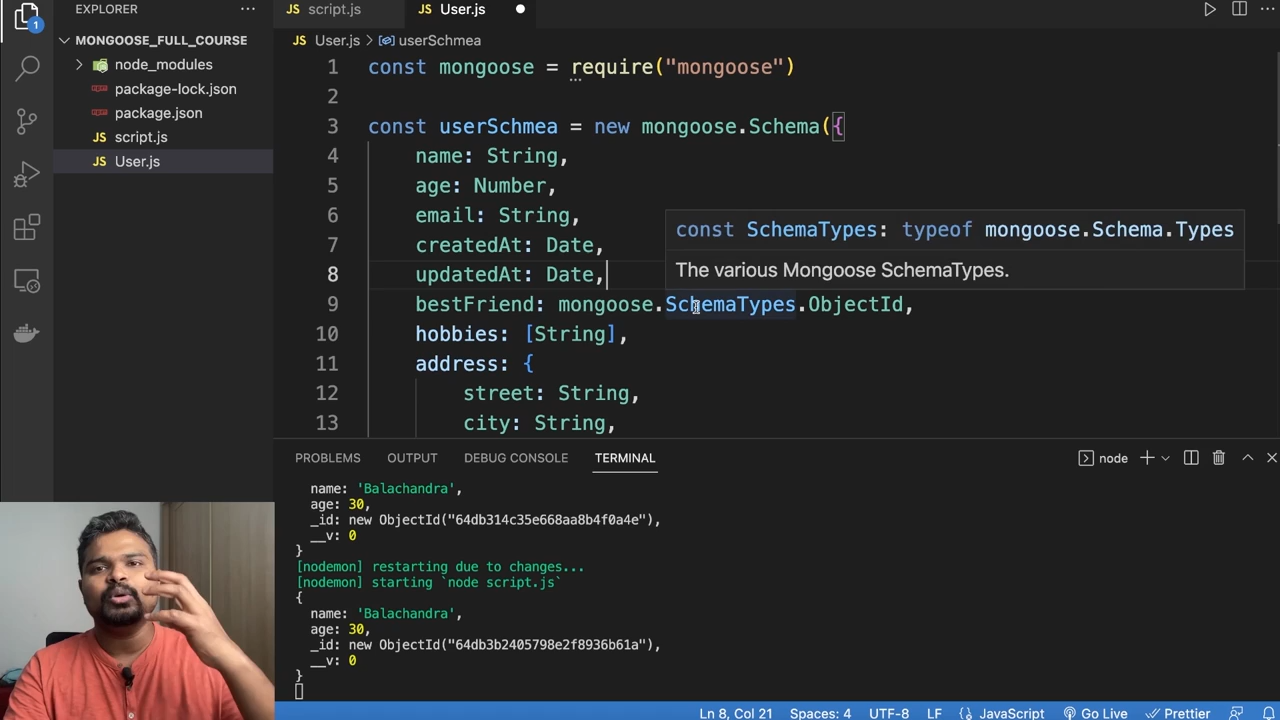 EXPLORER ···
MONGOOSE_FULL_COURSE
node_modules
package-lock.json
package.json
JS script.js
JS User.js
1
JS script.js
JS User.js
JS User.js > userSchmea
1 const mongoose = require("mongoose")
2
3 const userSchmea = new mongoose.Schema({
4 name: String,
5 age: Number,
6 email: String,
7 createdAt: Date,
8 updatedAt: Date,
const SchemaTypes: typeof mongoose.Schema.Types
The various Mongoose SchemaTypes.
9 bestFriend: mongoose.SchemaTypes.ObjectId,
10 hobbies: [String],
11 address: {
12 street: String,
13 city: String,
PROBLEMS OUTPUT DEBUG CONSOLE TERMINAL
node
name: 'Balachandra',
age: 30,
_id: new ObjectId("64db314c35e668aa8b4f0a4e"),
__v: 0
}
[nodemon] restarting due to changes...
[nodemon] starting `node script.js`
{
name: 'Balachandra',
age: 30,
_id: new ObjectId("64db3b2405798e2f8936b61a"),
__v: 0
}
Ln 8, Col 21 Spaces: 4 UTF-8 LF {} JavaScript Go Live Prettier